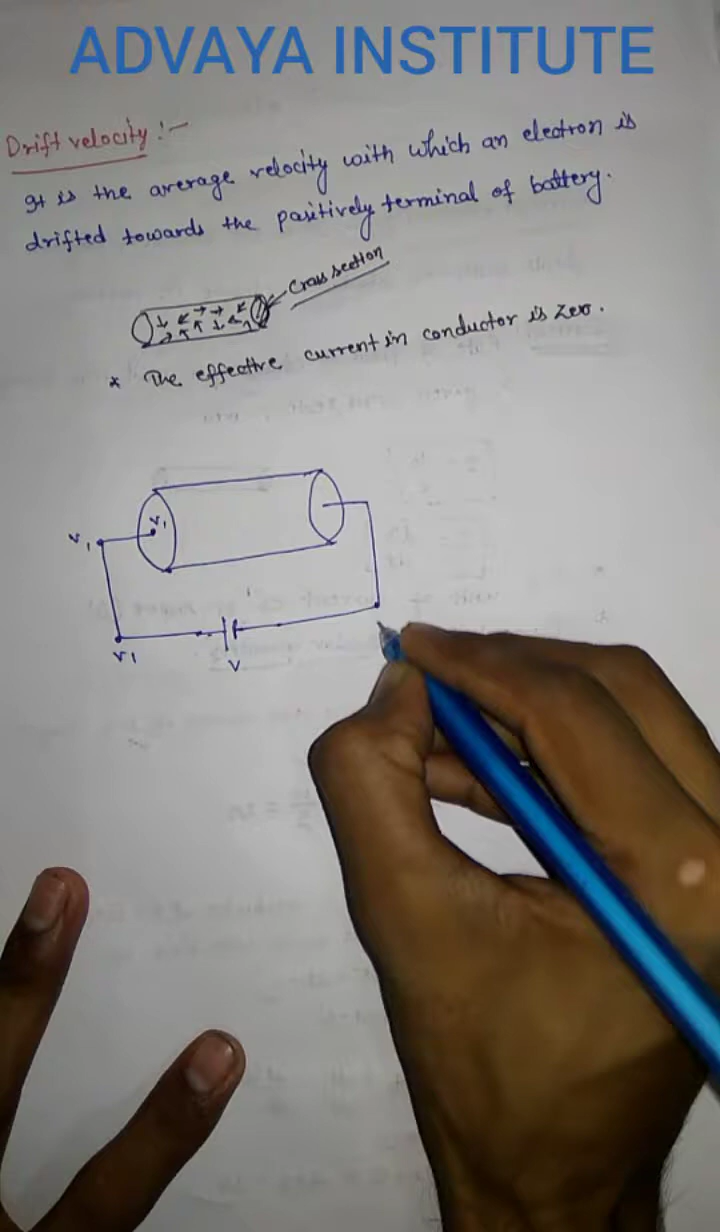 ADVAYA INSTITUTE
Drift velocity :-
It is the average velocity with which an electron is
drifted towards the positively terminal of battery.
Cross section
* The effective current in conductor is zero.
V1
V1
V1
V